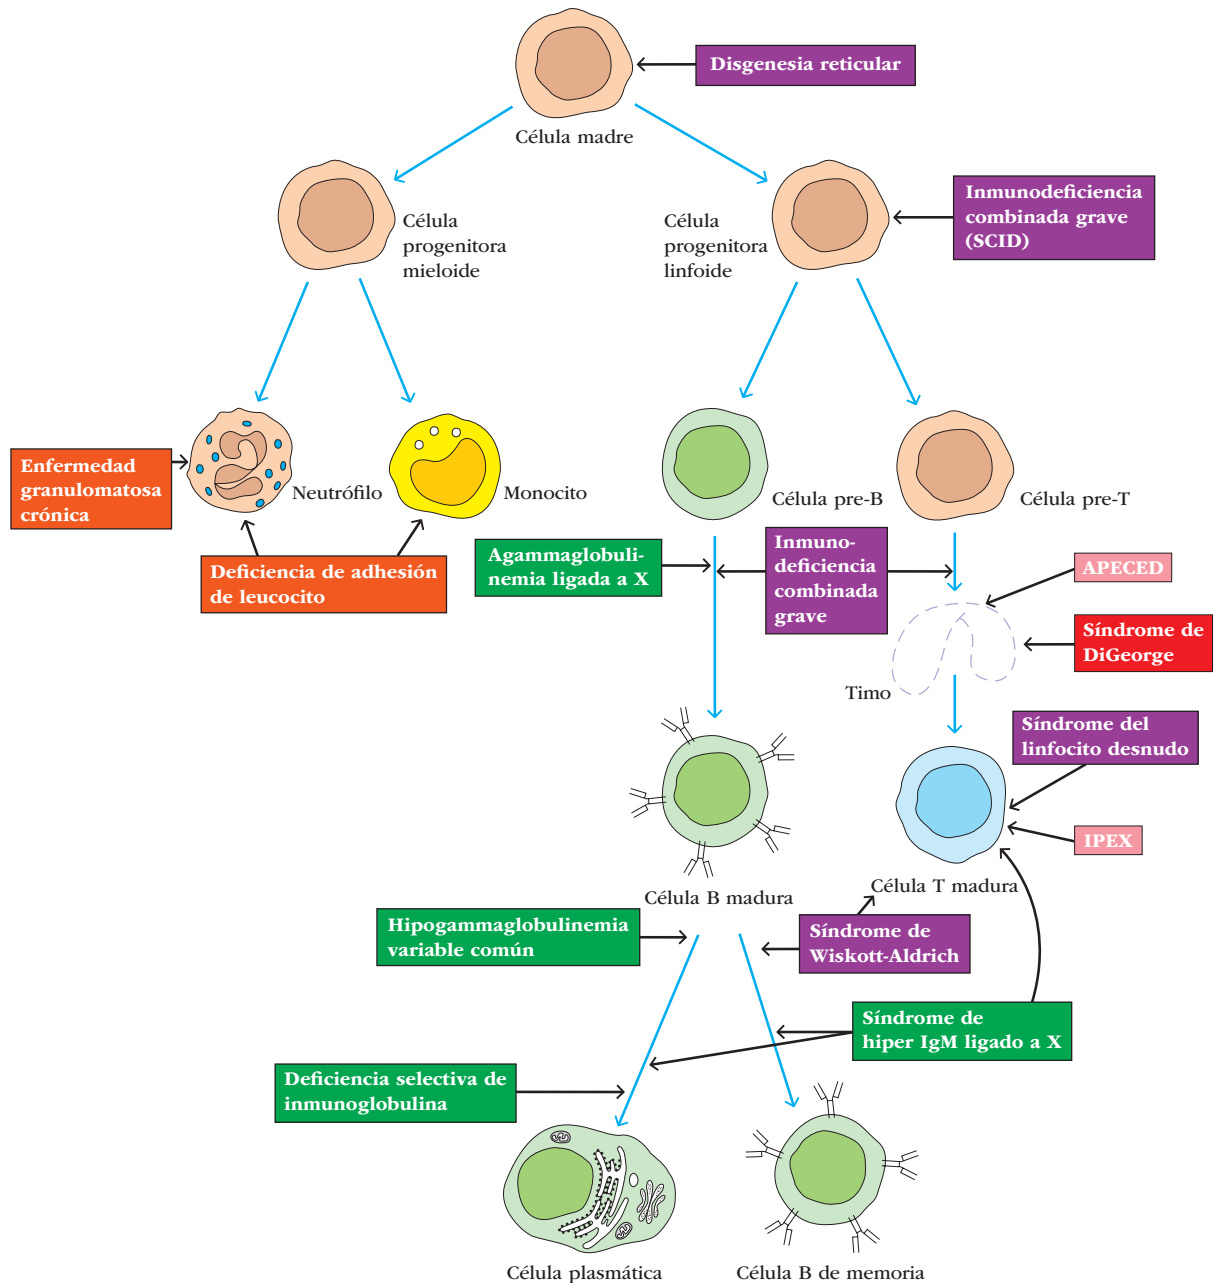 Disgenesia reticular
Célula madre
Célula
progenitora
mieloide
Célula
progenitora
linfoide
Inmunodeficiencia
combinada grave
(SCID)
Enfermedad
granulomatosa
crónica
Neutrófilo
Monocito
Célula pre-B
Célula pre-T
Deficiencia de adhesión
de leucocito
Agammaglobuli-
nemia ligada a X
Inmuno-
deficiencia
combinada
grave
APECED
Síndrome de
DiGeorge
Timo
Síndrome del
linfocito desnudo
IPEX
Célula B madura
Célula T madura
Hipogammaglobulinemia
variable común
Síndrome de
Wiskott-Aldrich
Síndrome de
hiper IgM ligado a X
Deficiencia selectiva de
inmunoglobulina
Célula plasmática
Célula B de memoria